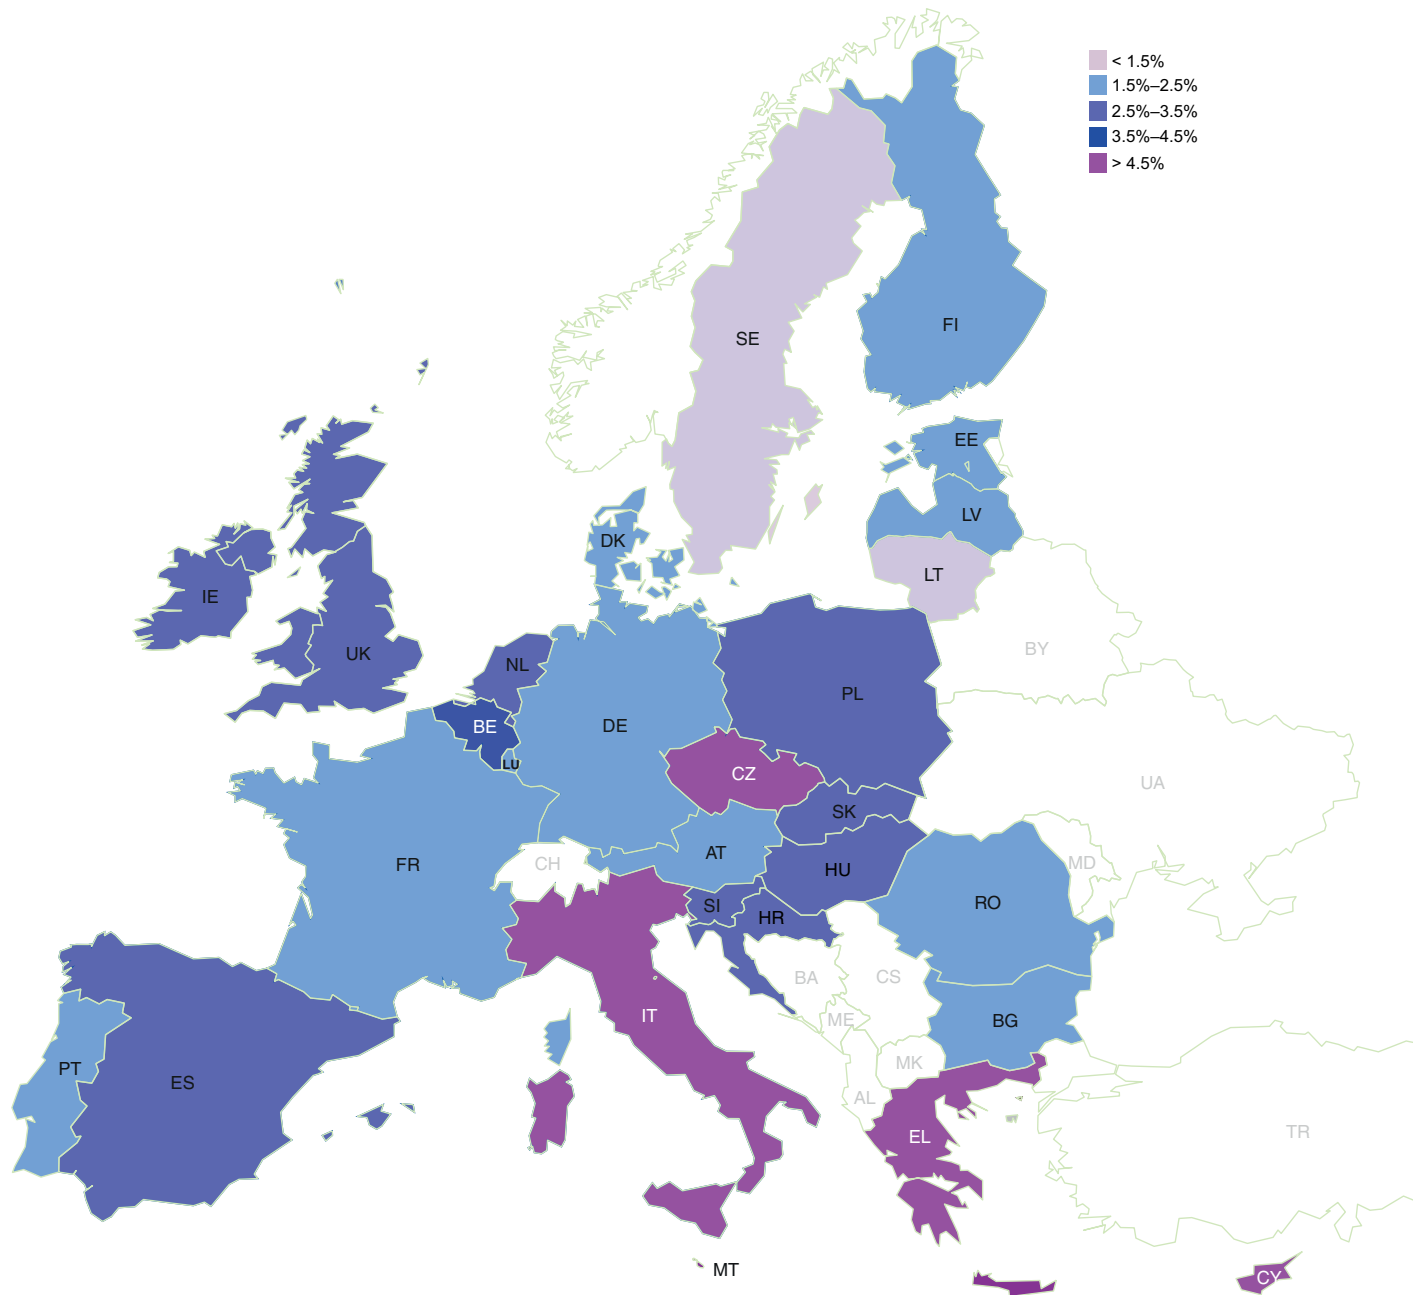 < 1.5%
1.5%–2.5%
2.5%–3.5%
3.5%–4.5%
> 4.5%
SE
FI
EE
LV
DK
LT
IE
BY
UK
NL
PL
BE
DE
LU
CZ
UA
SK
AT
FR
CH
MD
HU
RO
SI
HR
BA
CS
IT
ME
BG
MK
PT
ES
AL
EL
TR
MT
CY